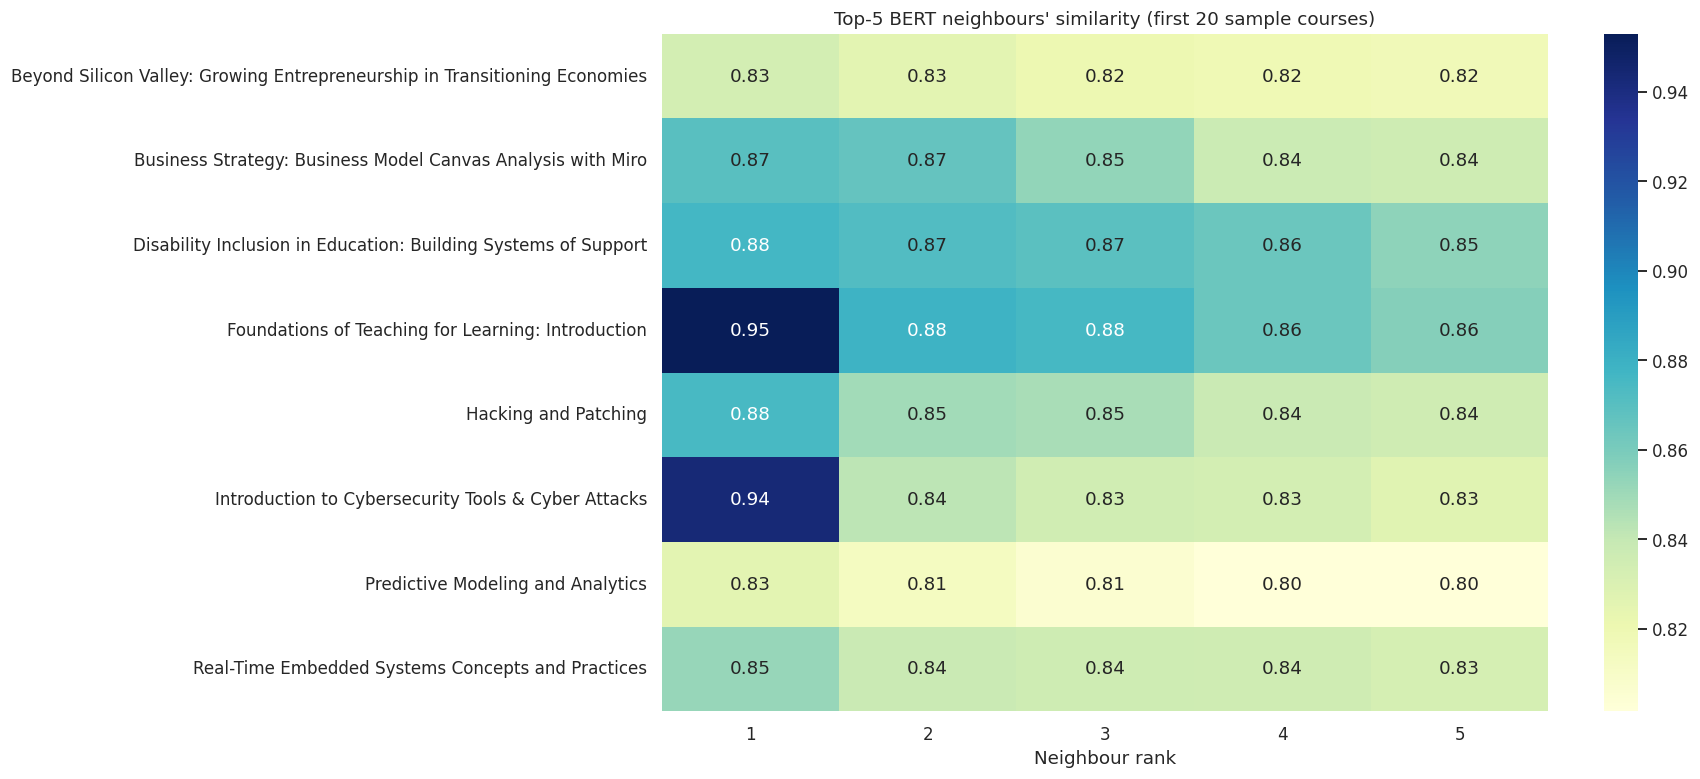 Top-5 BERT neighbours' similarity (first 20 sample courses)
Beyond Silicon Valley: Growing Entrepreneurship in Transitioning Economies 0.83 0.83 0.82 0.82 0.82
Business Strategy: Business Model Canvas Analysis with Miro 0.87 0.87 0.85 0.84 0.84
Disability Inclusion in Education: Building Systems of Support 0.88 0.87 0.87 0.86 0.85
Foundations of Teaching for Learning: Introduction 0.95 0.88 0.88 0.86 0.86
Hacking and Patching 0.88 0.85 0.85 0.84 0.84
Introduction to Cybersecurity Tools & Cyber Attacks 0.94 0.84 0.83 0.83 0.83
Predictive Modeling and Analytics 0.83 0.81 0.81 0.80 0.80
Real-Time Embedded Systems Concepts and Practices 0.85 0.84 0.84 0.84 0.83
1 2 3 4 5
Neighbour rank
0.94
0.92
0.90
0.88
0.86
0.84
0.82